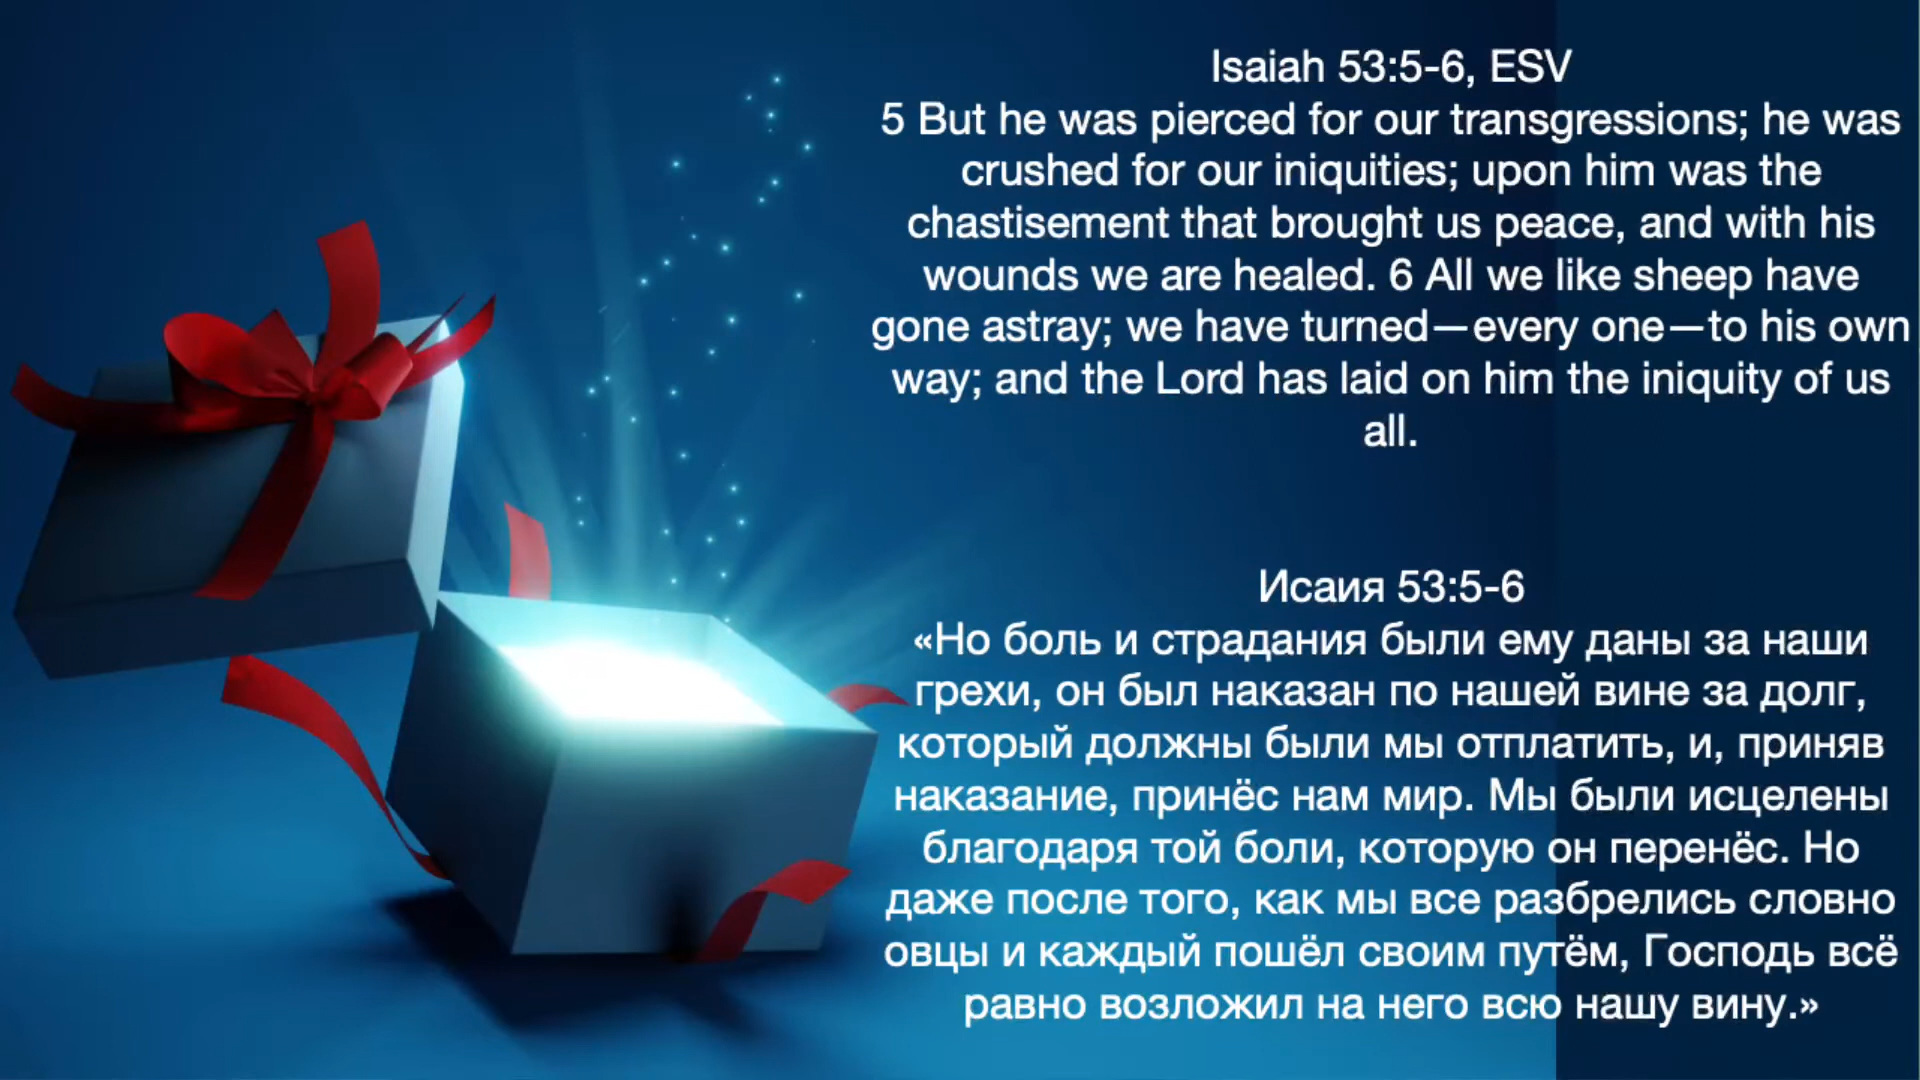 Isaiah 53:5-6, ESV
5 But he was pierced for our transgressions; he was
crushed for our iniquities; upon him was the
chastisement that brought us peace, and with his
wounds we are healed. 6 All we like sheep have
gone astray; we have turned—every one—to his own
way; and the Lord has laid on him the iniquity of us
all.
Исаия 53:5-6
«Но боль и страдания были ему даны за наши
грехи, он был наказан по нашей вине за долг,
который должны были мы отплатить, и, приняв
наказание, принёс нам мир. Мы были исцелены
благодаря той боли, которую он перенёс. Но
даже после того, как мы все разбрелись словно
овцы и каждый пошёл своим путём, Господь всё
равно возложил на него всю нашу вину.»